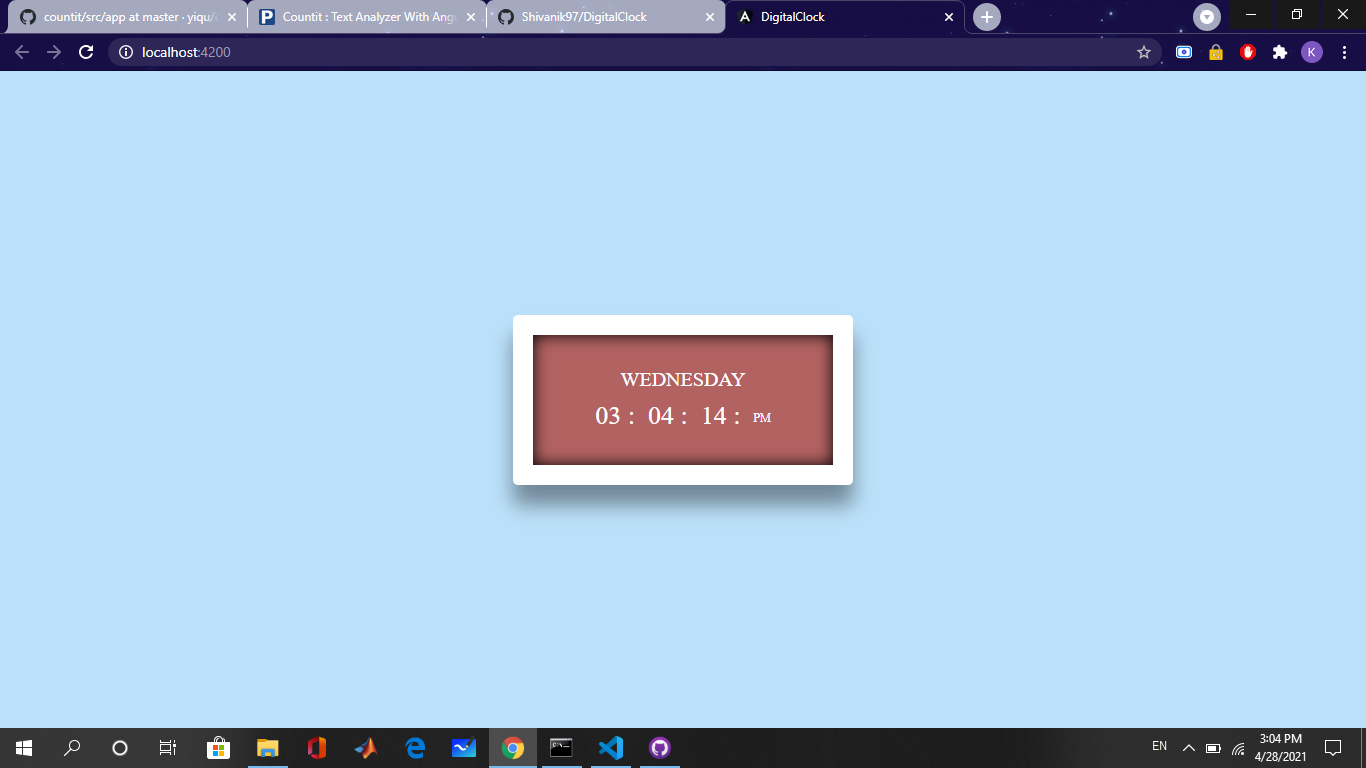 countit/src/app at master · yiqu/c
Countit : Text Analyzer With Ang
Shivanik97/DigitalClock
DigitalClock
localhost:4200
K
WEDNESDAY
03 : 04 : 14 : PM
EN
3:04 PM
4/28/2021